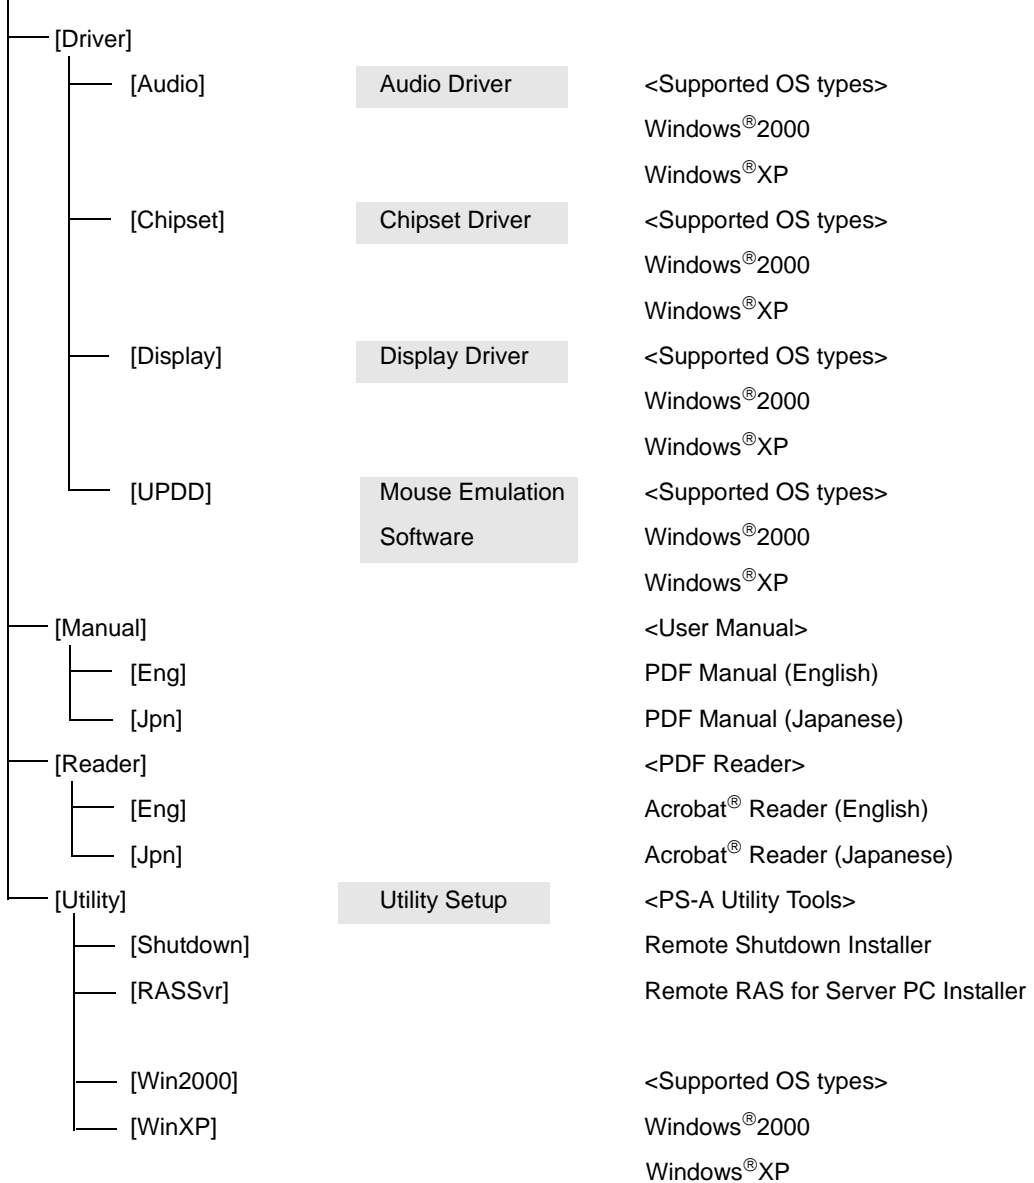 [Driver]
[Audio] Audio Driver <Supported OS types>
Windows®2000
Windows®XP
[Chipset] Chipset Driver <Supported OS types>
Windows®2000
Windows®XP
[Display] Display Driver <Supported OS types>
Windows®2000
Windows®XP
[UPDD] Mouse Emulation <Supported OS types>
Software Windows®2000
Windows®XP
[Manual] <User Manual>
[Eng] PDF Manual (English)
[Jpn] PDF Manual (Japanese)
[Reader] <PDF Reader>
[Eng] Acrobat® Reader (English)
[Jpn] Acrobat® Reader (Japanese)
[Utility] Utility Setup <PS-A Utility Tools>
[Shutdown] Remote Shutdown Installer
[RASSvr] Remote RAS for Server PC Installer
[Win2000] <Supported OS types>
[WinXP] Windows®2000
Windows®XP